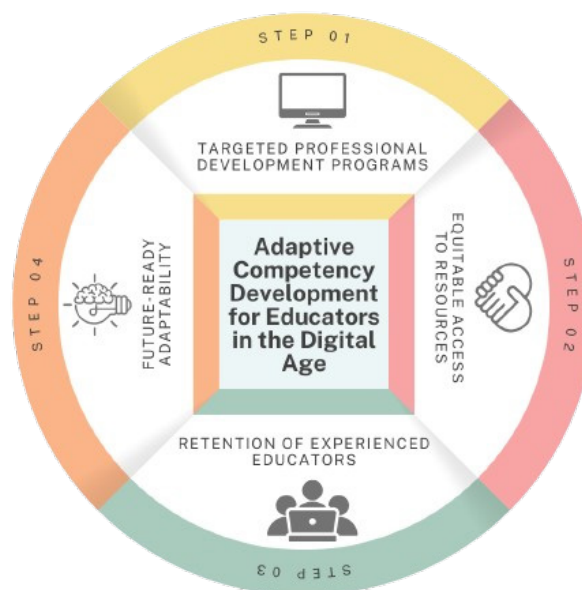 STEP 01
TARGETED PROFESSIONAL
DEVELOPMENT PROGRAMS
EQUITABLE ACCESS
TO RESOURCES
STEP 02
Adaptive
Competency
Development
for Educators
in the Digital
Age
RETENTION OF EXPERIENCED
EDUCATORS
STEP 03
FUTURE-READY
ADAPTABILITY
STEP 04